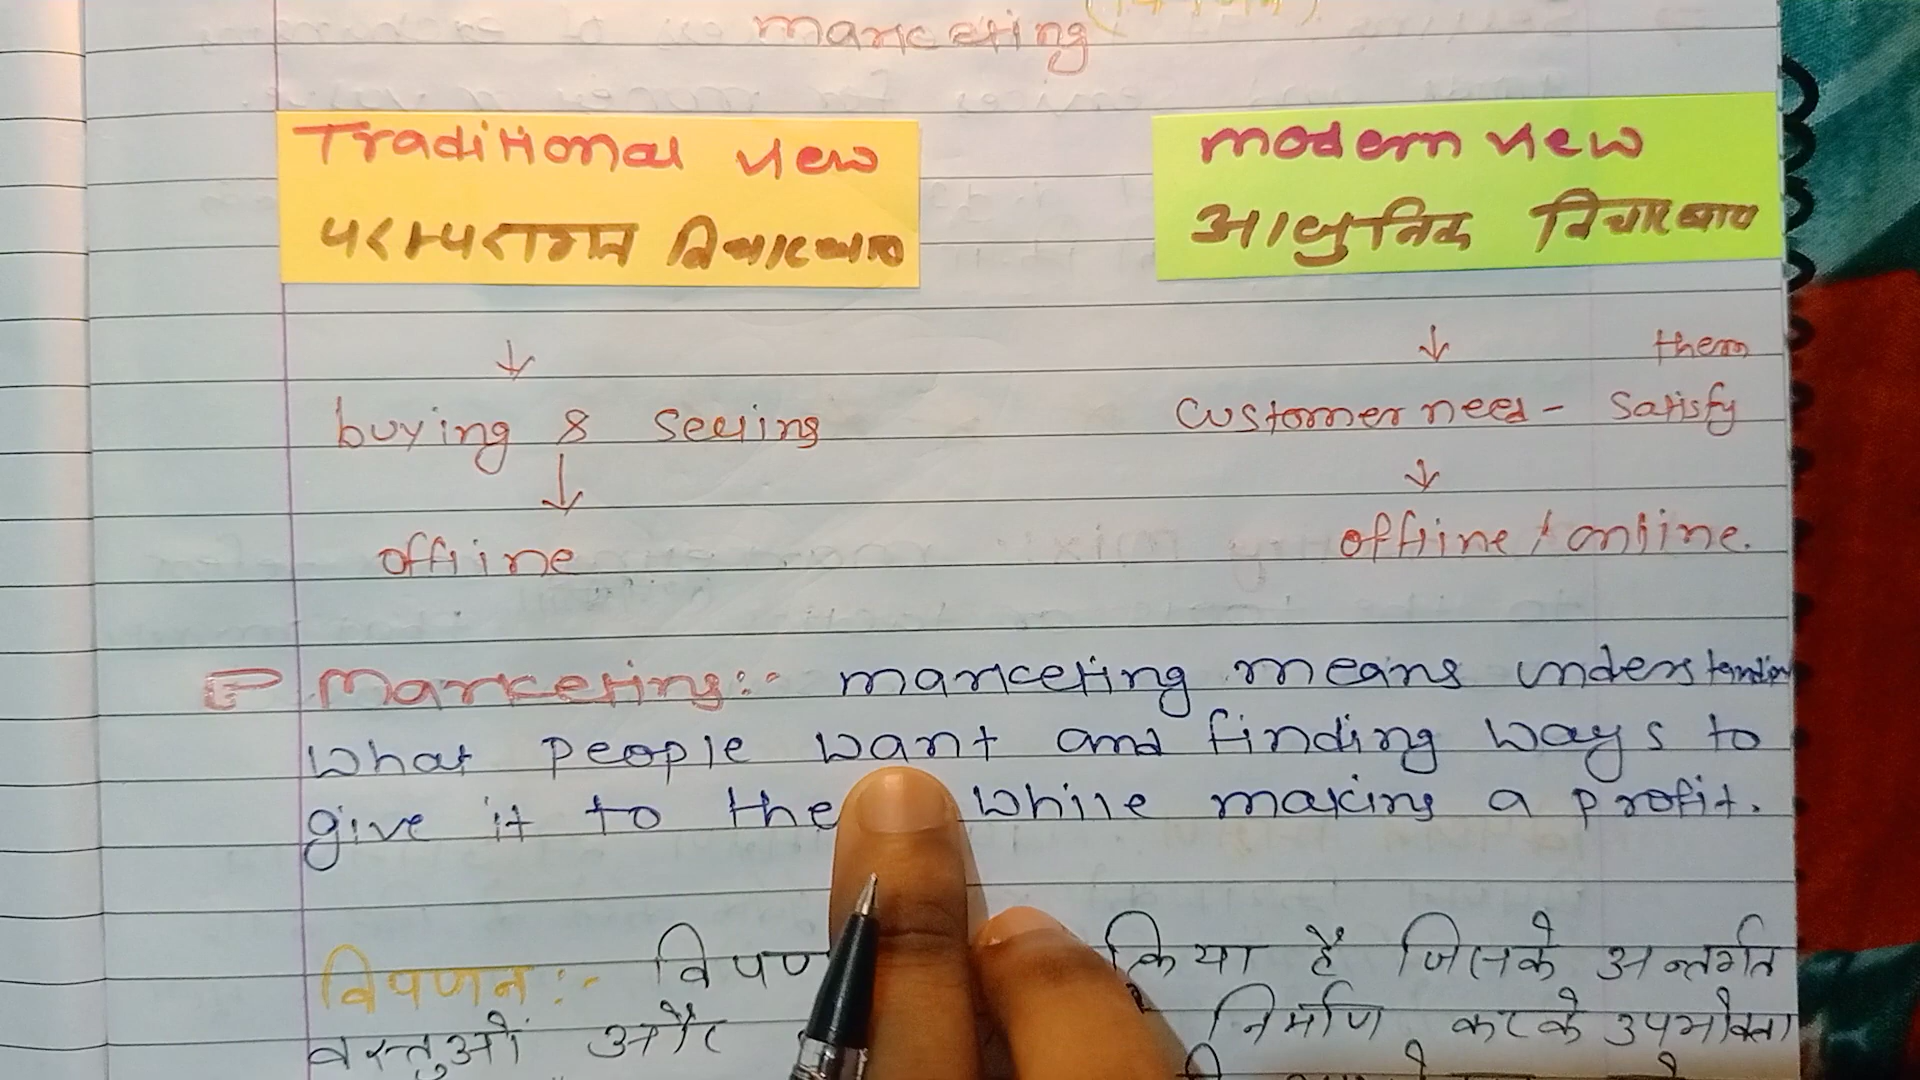 marketing
Traditional view
परम्परागत विचारधारा
modern view
आधुनिक विचारधारा
buying & selling
offline
them
Customer need - Satisfy
offline / online.
Marketing:- marketing means understanding
what people want and finding ways to
give it to the while making a profit.
विपणन:- विपण क्रिया है जिसके अन्तर्गत
वस्तुओं और निर्माण करके उपभोक्ता